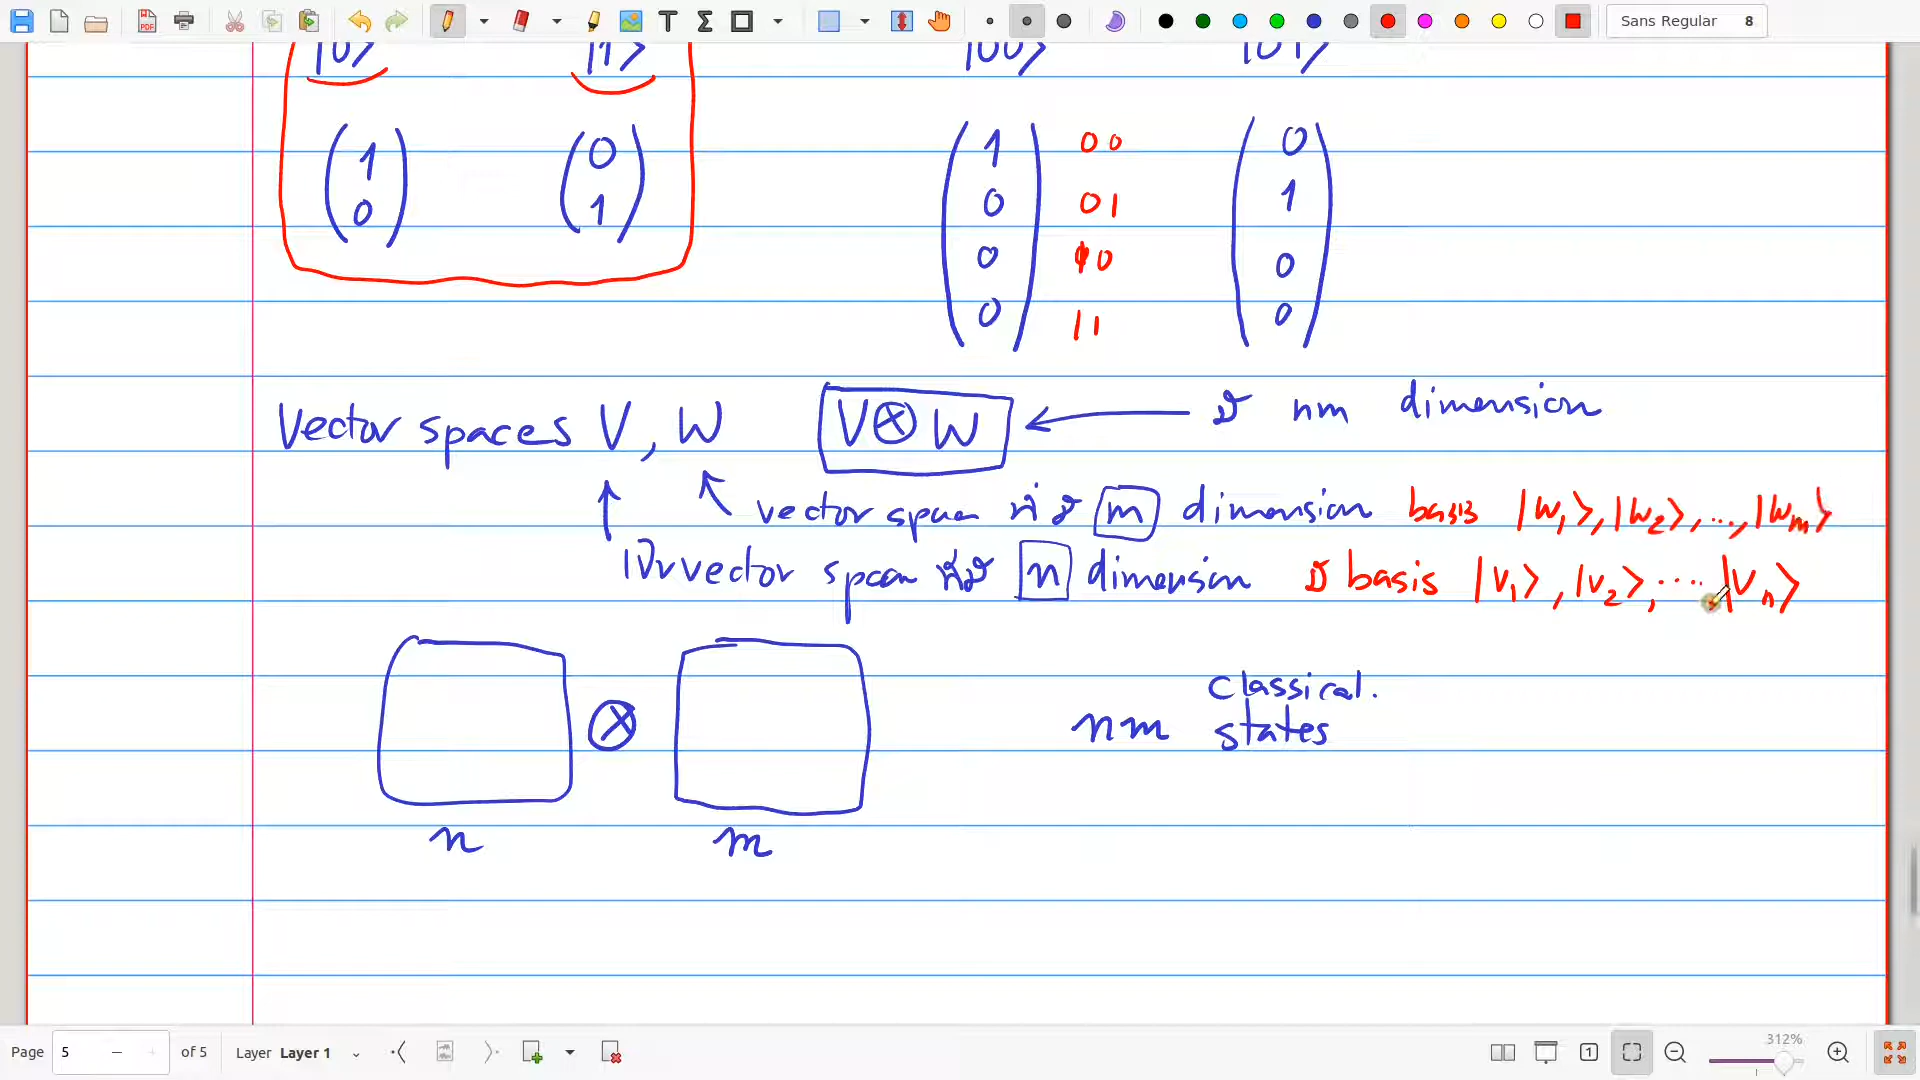 Sans Regular 8
|0⟩ |1⟩ |00⟩ |01⟩
1 0 1 00 0
0 1 0 01 1
0 10 0
0 11 0
Vector spaces V, W V⊗W ← มี nm dimension
vector space ที่มี m dimension basis |w₁⟩, |w₂⟩, ..., |wₘ⟩
เป็น vector space ที่มี n dimension มี basis |v₁⟩, |v₂⟩, .... |vₙ⟩
⊗ classical.
nm states
n m
Page 5 of 5 Layer Layer 1 312%